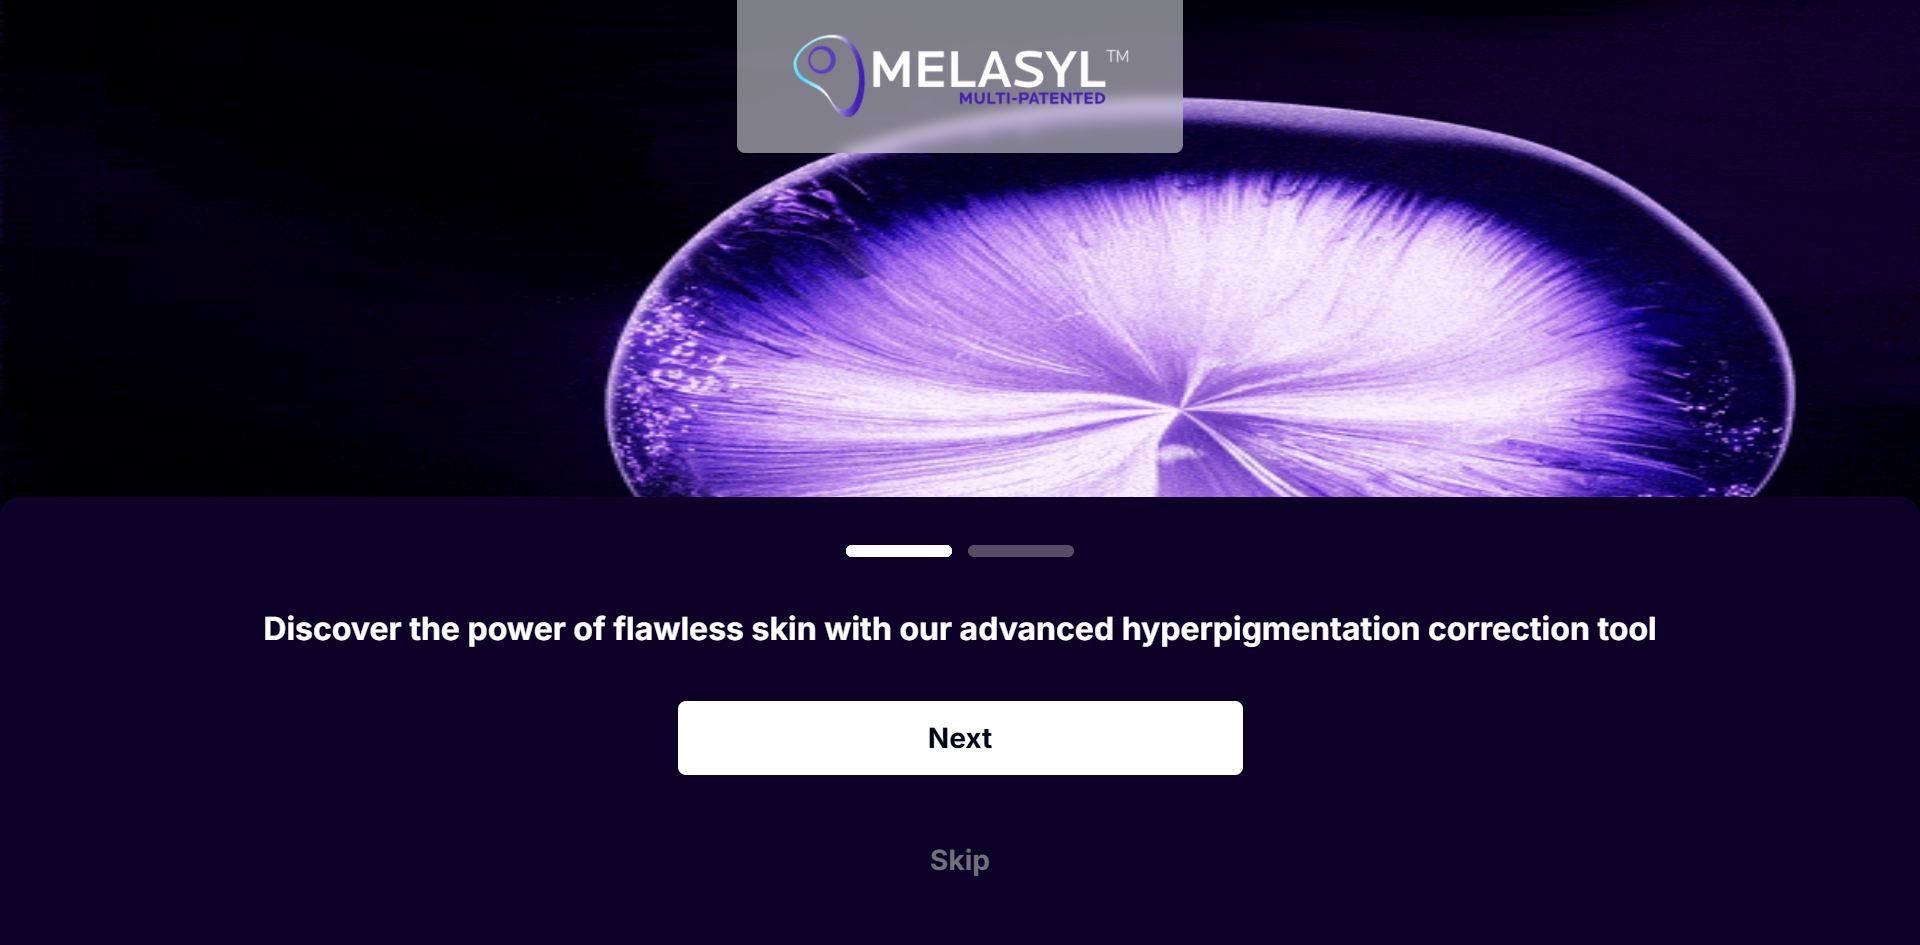 MELASYL™
MULTI-PATENTED
Discover the power of flawless skin with our advanced hyperpigmentation correction tool
Next
Skip